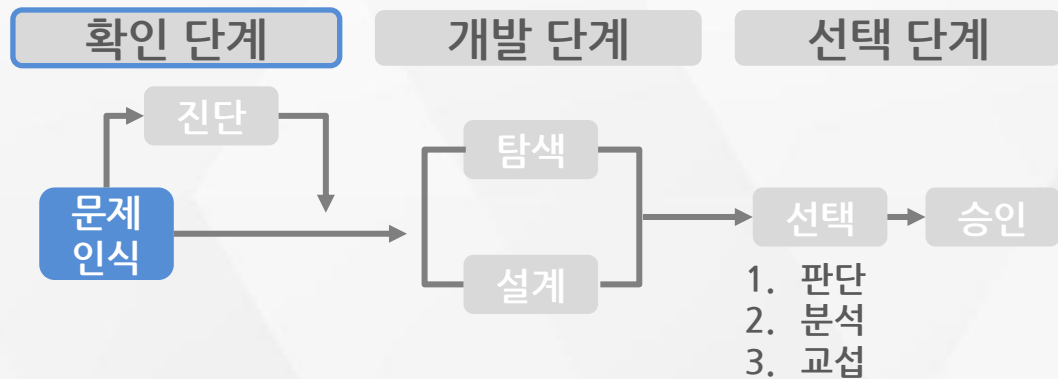 확인 단계
개발 단계
선택 단계
진단
문제
인식
탐색
설계
선택
승인
1. 판단
2. 분석
3. 교섭